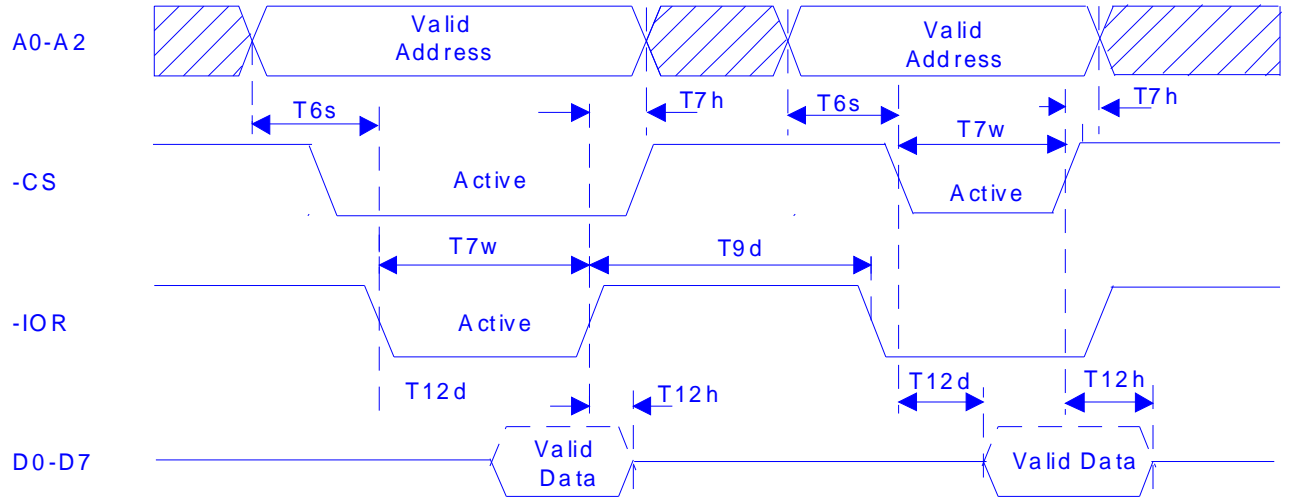 A0-A2
Valid
Address
Valid
Address
T6s
T7h
T6s
T7h
T7w
-CS
Active
Active
T7w
T9d
-IOR
Active
T12d
T12h
T12d
T12h
D0-D7
Valid
Data
Valid Data